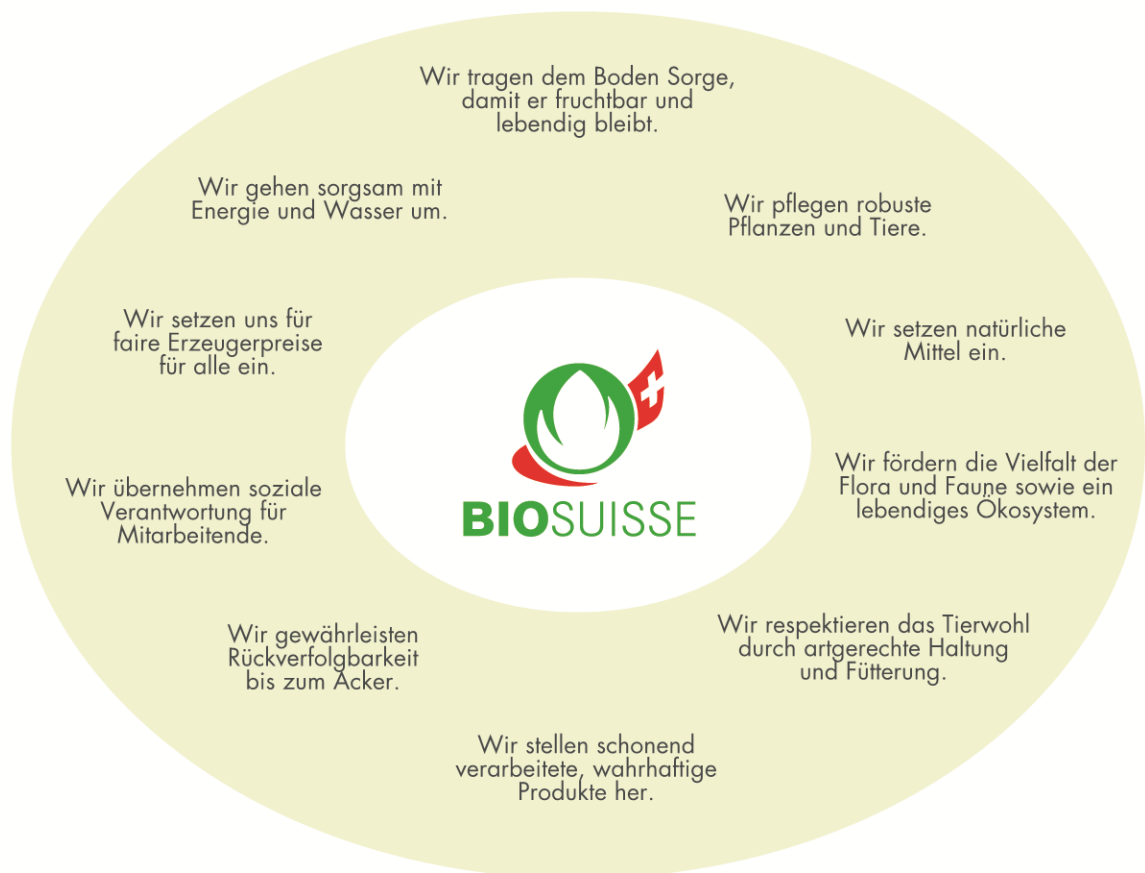 Wir tragen dem Boden Sorge,
damit er fruchtbar und
lebendig bleibt.
Wir pflegen robuste
Pflanzen und Tiere.
Wir setzen natürliche
Mittel ein.
Wir fördern die Vielfalt der
Flora und Faune sowie ein
lebendiges Ökosystem.
Wir respektieren das Tierwohl
durch artgerechte Haltung
und Fütterung.
Wir stellen schonend
verarbeitete, wahrhaftige
Produkte her.
Wir gewährleisten
Rückverfolgbarkeit
bis zum Acker.
Wir übernehmen soziale
Verantwortung für
Mitarbeitende.
Wir setzen uns für
faire Erzeugerpreise
für alle ein.
Wir gehen sorgsam mit
Energie und Wasser um.
BIOSUISSE